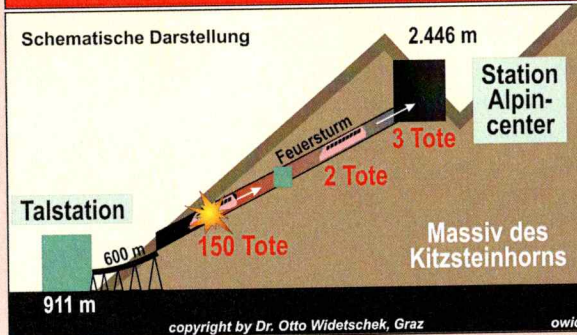 Schematische Darstellung
2.446 m
Station
Alpin-
center
Feuersturm
3 Tote
2 Tote
Talstation
600 m
150 Tote
Massiv des
Kitzsteinhorns
911 m
copyright by Dr. Otto Widetschek, Graz